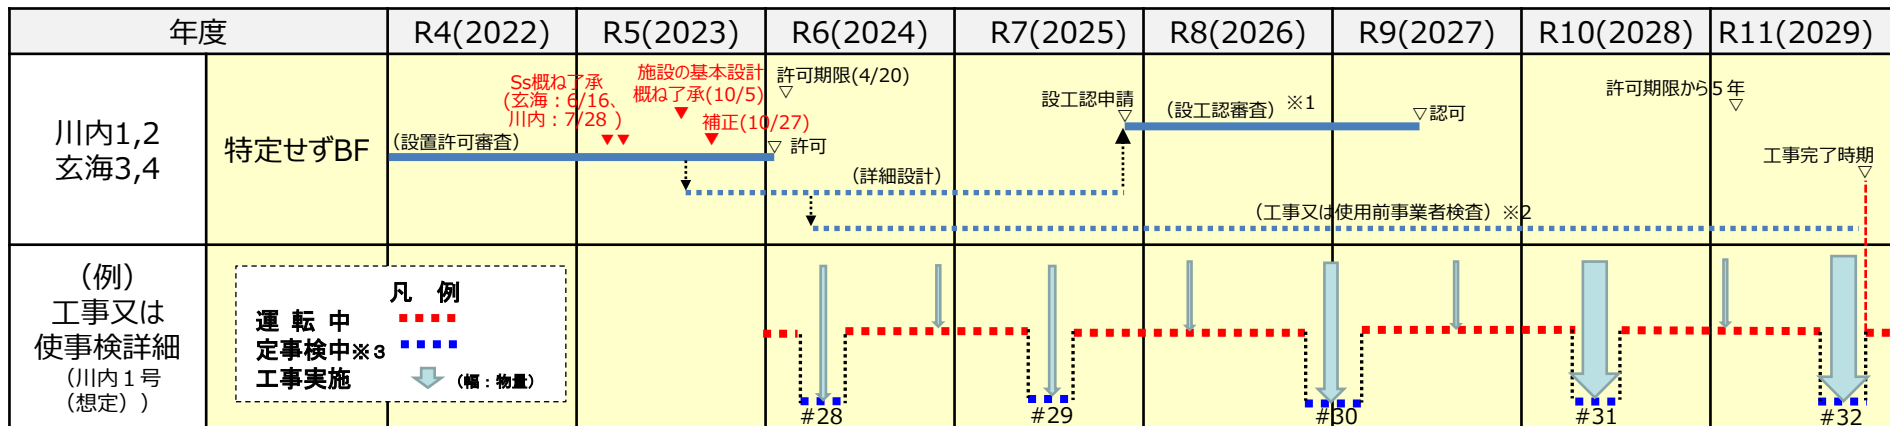 年度
R4(2022)
R5(2023)
R6(2024)
R7(2025)
R8(2026)
R9(2027)
R10(2028)
R11(2029)
川内1,2
玄海3,4
特定せずBF
Ss概ね了承
(玄海：6/16、
川内：7/28 )
施設の基本設計
概ね了承(10/5)
補正(10/27)
許可期限(4/20)
▽
(設置許可審査)
▽ 許可
(詳細設計)
設工認申請
▽
(設工認審査) ※1
▽認可
許可期限から５年
▽
工事完了時期
▽
(工事又は使用前事業者検査) ※2
(例)
工事又は
使事検詳細
(川内１号
(想定))
凡 例
運 転 中
定事検中※３
工事実施
(幅：物量)
#28
#29
#30
#31
#32